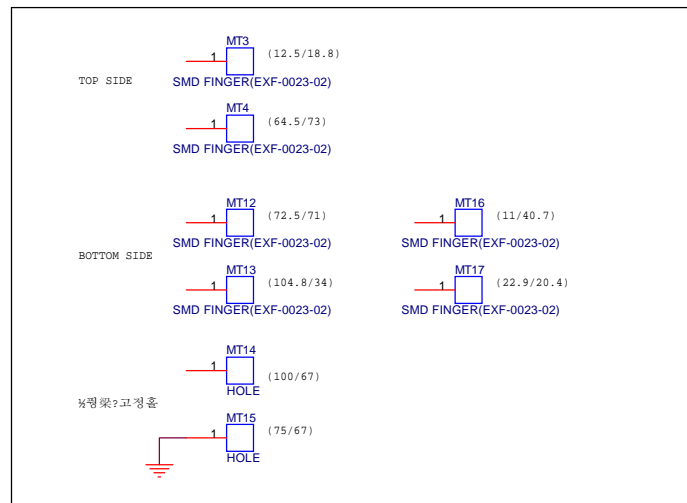 MT3
1
(12.5/18.8)
TOP SIDE
SMD FINGER(EXF-0023-02)
MT4
1
(64.5/73)
SMD FINGER(EXF-0023-02)
MT12
1
(72.5/71)
SMD FINGER(EXF-0023-02)
MT16
1
(11/40.7)
SMD FINGER(EXF-0023-02)
BOTTOM SIDE
MT13
1
(104.8/34)
SMD FINGER(EXF-0023-02)
MT17
1
(22.9/20.4)
SMD FINGER(EXF-0023-02)
MT14
1
(100/67)
HOLE
½쾽梁?고정홀
MT15
1
(75/67)
HOLE